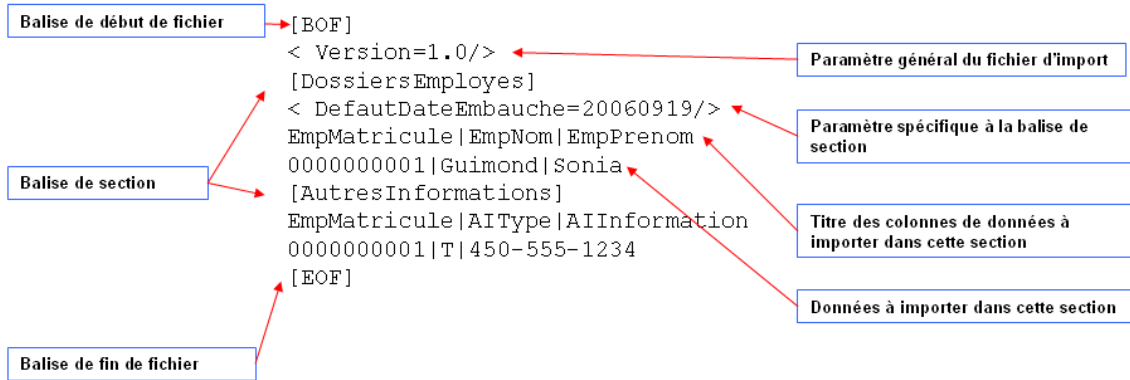 Balise de début de fichier
[BOF]
< Version=1.0/>
Paramètre général du fichier d'import
[DossiersEmployes]
< DefautDateEmbauche=20060919/>
Paramètre spécifique à la balise de
section
EmpMatricule|EmpNom|EmpPrenom
0000000001|Guimond|Sonia
Balise de section
[AutresInformations]
EmpMatricule|AIType|AIInformation
Titre des colonnes de données à
importer dans cette section
0000000001|T|450-555-1234
[EOF]
Données à importer dans cette section
Balise de fin de fichier